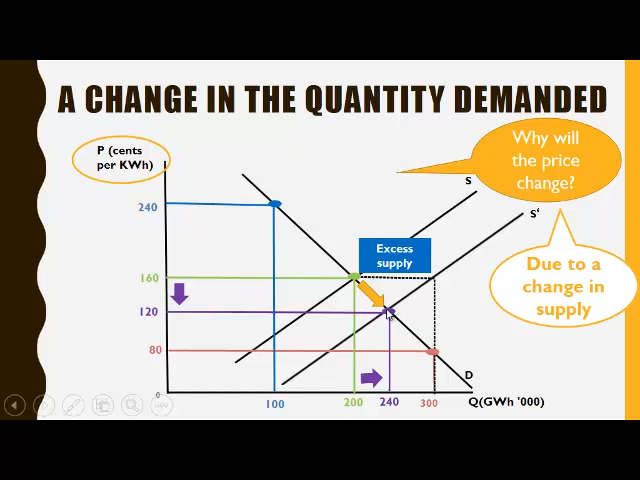 A CHANGE IN THE QUANTITY DEMANDED
Why will
the price
change?
P (cents
per KWh)
S
S‘
240
Excess
supply
Due to a
change in
supply
160
120
80
D
0
100
200
240
300
Q(GWh '000)